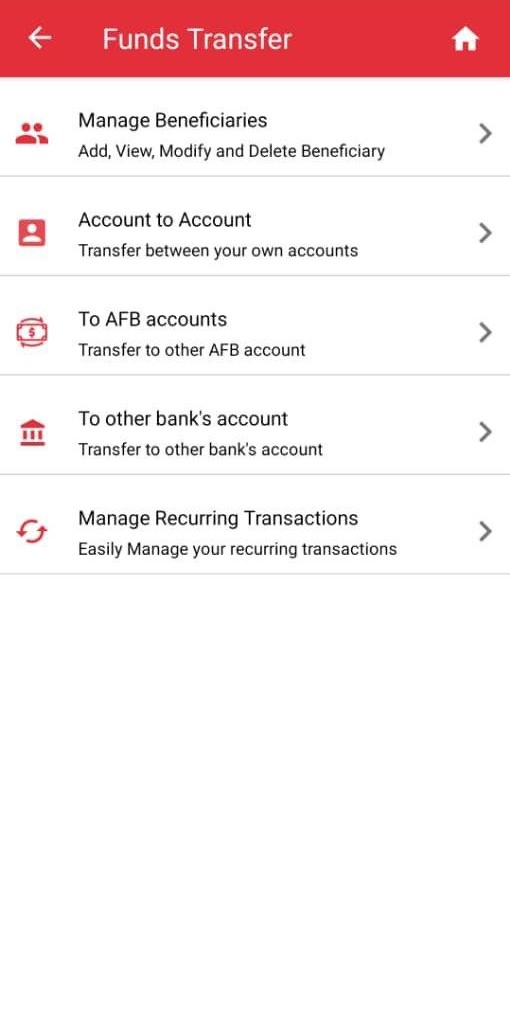 Funds Transfer
Manage Beneficiaries
Add, View, Modify and Delete Beneficiary
Account to Account
Transfer between your own accounts
To AFB accounts
Transfer to other AFB account
To other bank's account
Transfer to other bank's account
Manage Recurring Transactions
Easily Manage your recurring transactions